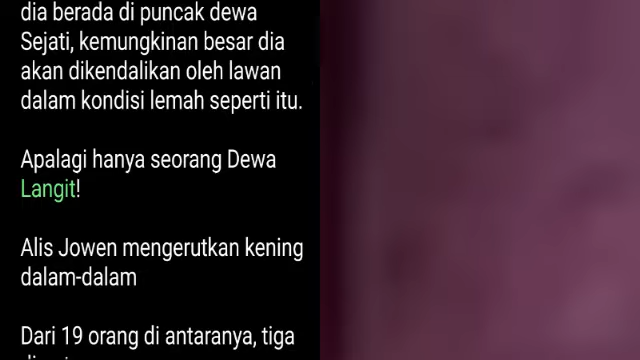 dia berada di puncak dewa
Sejati, kemungkinan besar dia
akan dikendalikan oleh lawan
dalam kondisi lemah seperti itu.
Apalagi hanya seorang Dewa
Langit!
Alis Jowen mengerutkan kening
dalam-dalam
Dari 19 orang di antaranya, tiga